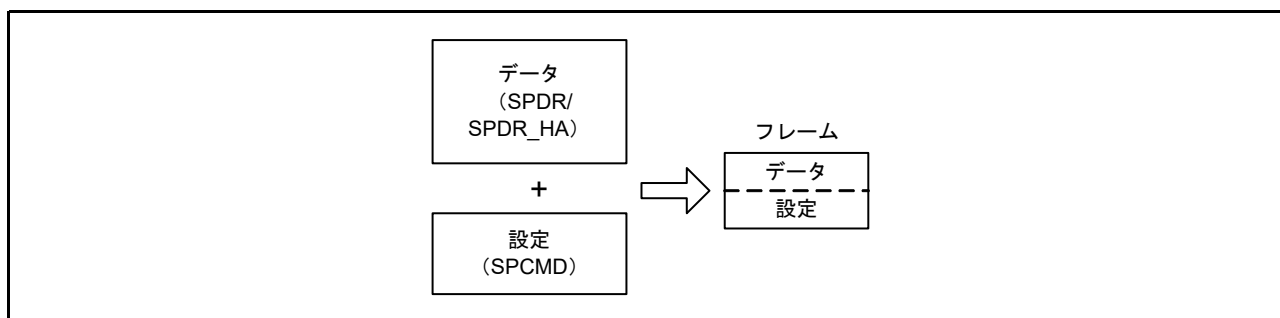 データ
（SPDR/
SPDR_HA）
+
設定
（SPCMD）
フレーム
データ
設定